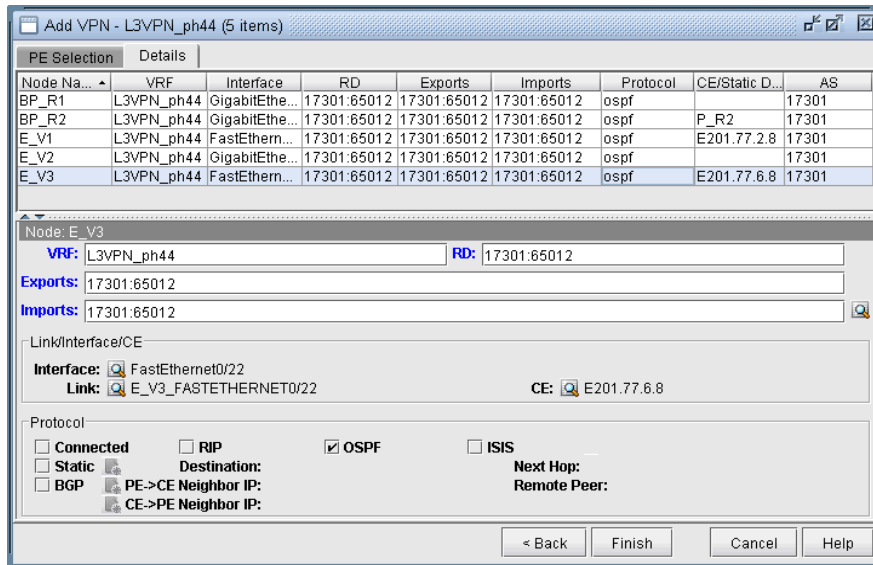 Add VPN - L3VPN_ph44 (5 items)
PE Selection Details
Node Na... VRF Interface RD Exports Imports Protocol CE/Static D... AS
BP_R1 L3VPN_ph44 GigabitEthe... 17301:65012 17301:65012 17301:65012 ospf 17301
BP_R2 L3VPN_ph44 GigabitEthe... 17301:65012 17301:65012 17301:65012 ospf P_R2 17301
E_V1 L3VPN_ph44 FastEthern... 17301:65012 17301:65012 17301:65012 ospf E201.77.2.8 17301
E_V2 L3VPN_ph44 GigabitEthe... 17301:65012 17301:65012 17301:65012 ospf 17301
E_V3 L3VPN_ph44 FastEthern... 17301:65012 17301:65012 17301:65012 ospf E201.77.6.8 17301
Node: E_V3
VRF: L3VPN_ph44 RD: 17301:65012
Exports: 17301:65012
Imports: 17301:65012
Link/Interface/CE
Interface: FastEthernet0/22
Link: E_V3_FASTETHERNET0/22 CE: E201.77.6.8
Protocol
Connected RIP OSPF ISIS
Static Destination: Next Hop:
BGP PE->CE Neighbor IP: Remote Peer:
CE->PE Neighbor IP:
< Back Finish Cancel Help